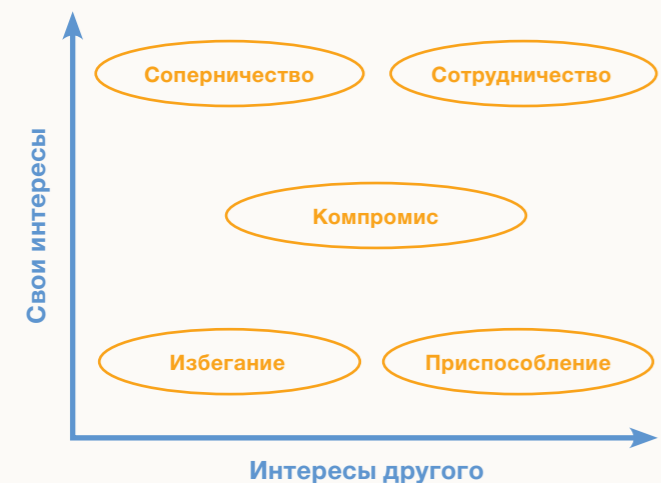 Соперничество
Сотрудничество
Свои интересы
Компромис
Избегание
Приспособление
Интересы другого